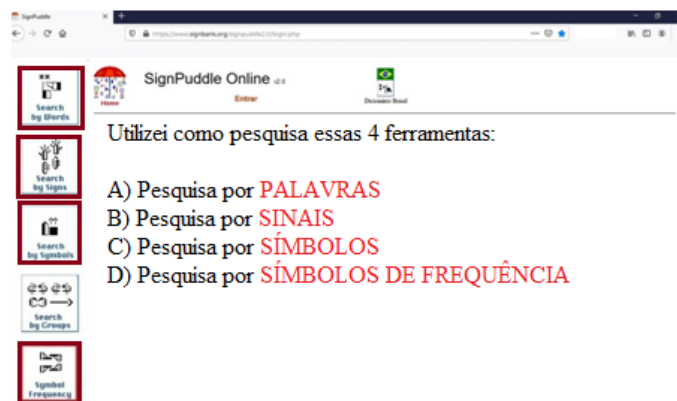 SignPuddle
https://www.signbank.org/signpuddle2.0/login.php
Search
by Words
Home
SignPuddle Online v2.0
Entrar
Dicionário Brasil
Utilizei como pesquisa essas 4 ferramentas:
Search
by Signs
A) Pesquisa por PALAVRAS
B) Pesquisa por SINAIS
Search
by Symbols
C) Pesquisa por SÍMBOLOS
D) Pesquisa por SÍMBOLOS DE FREQUÊNCIA
Search
by Groups
Symbol
Frequency